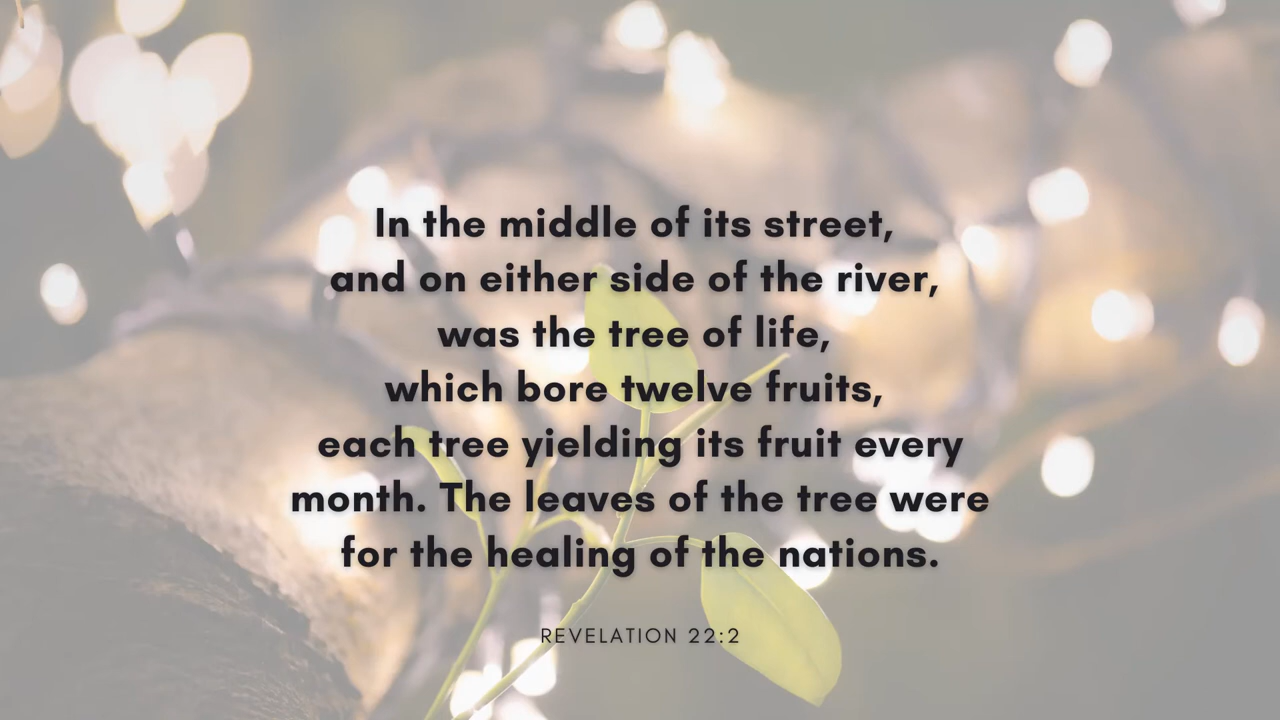 In the middle of its street,
and on either side of the river,
was the tree of life,
which bore twelve fruits,
each tree yielding its fruit every
month. The leaves of the tree were
for the healing of the nations.
REVELATION 22:2